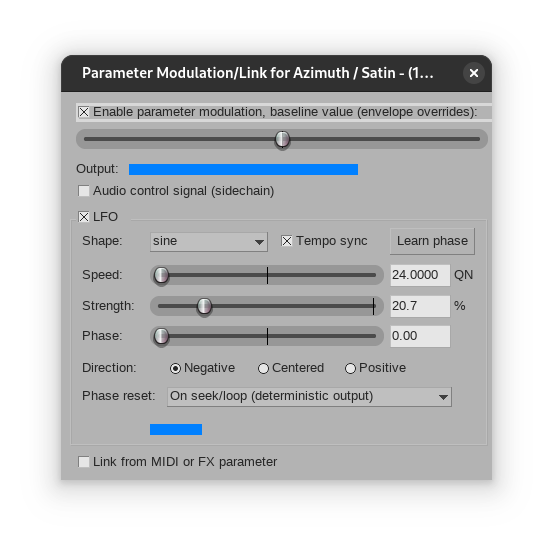 Parameter Modulation/Link for Azimuth / Satin - (1...
Enable parameter modulation, baseline value (envelope overrides):
Output:
Audio control signal (sidechain)
LFO
Shape: sine Tempo sync Learn phase
Speed: 24.0000 QN
Strength: 20.7 %
Phase: 0.00
Direction: Negative Centered Positive
Phase reset: On seek/loop (deterministic output)
Link from MIDI or FX parameter